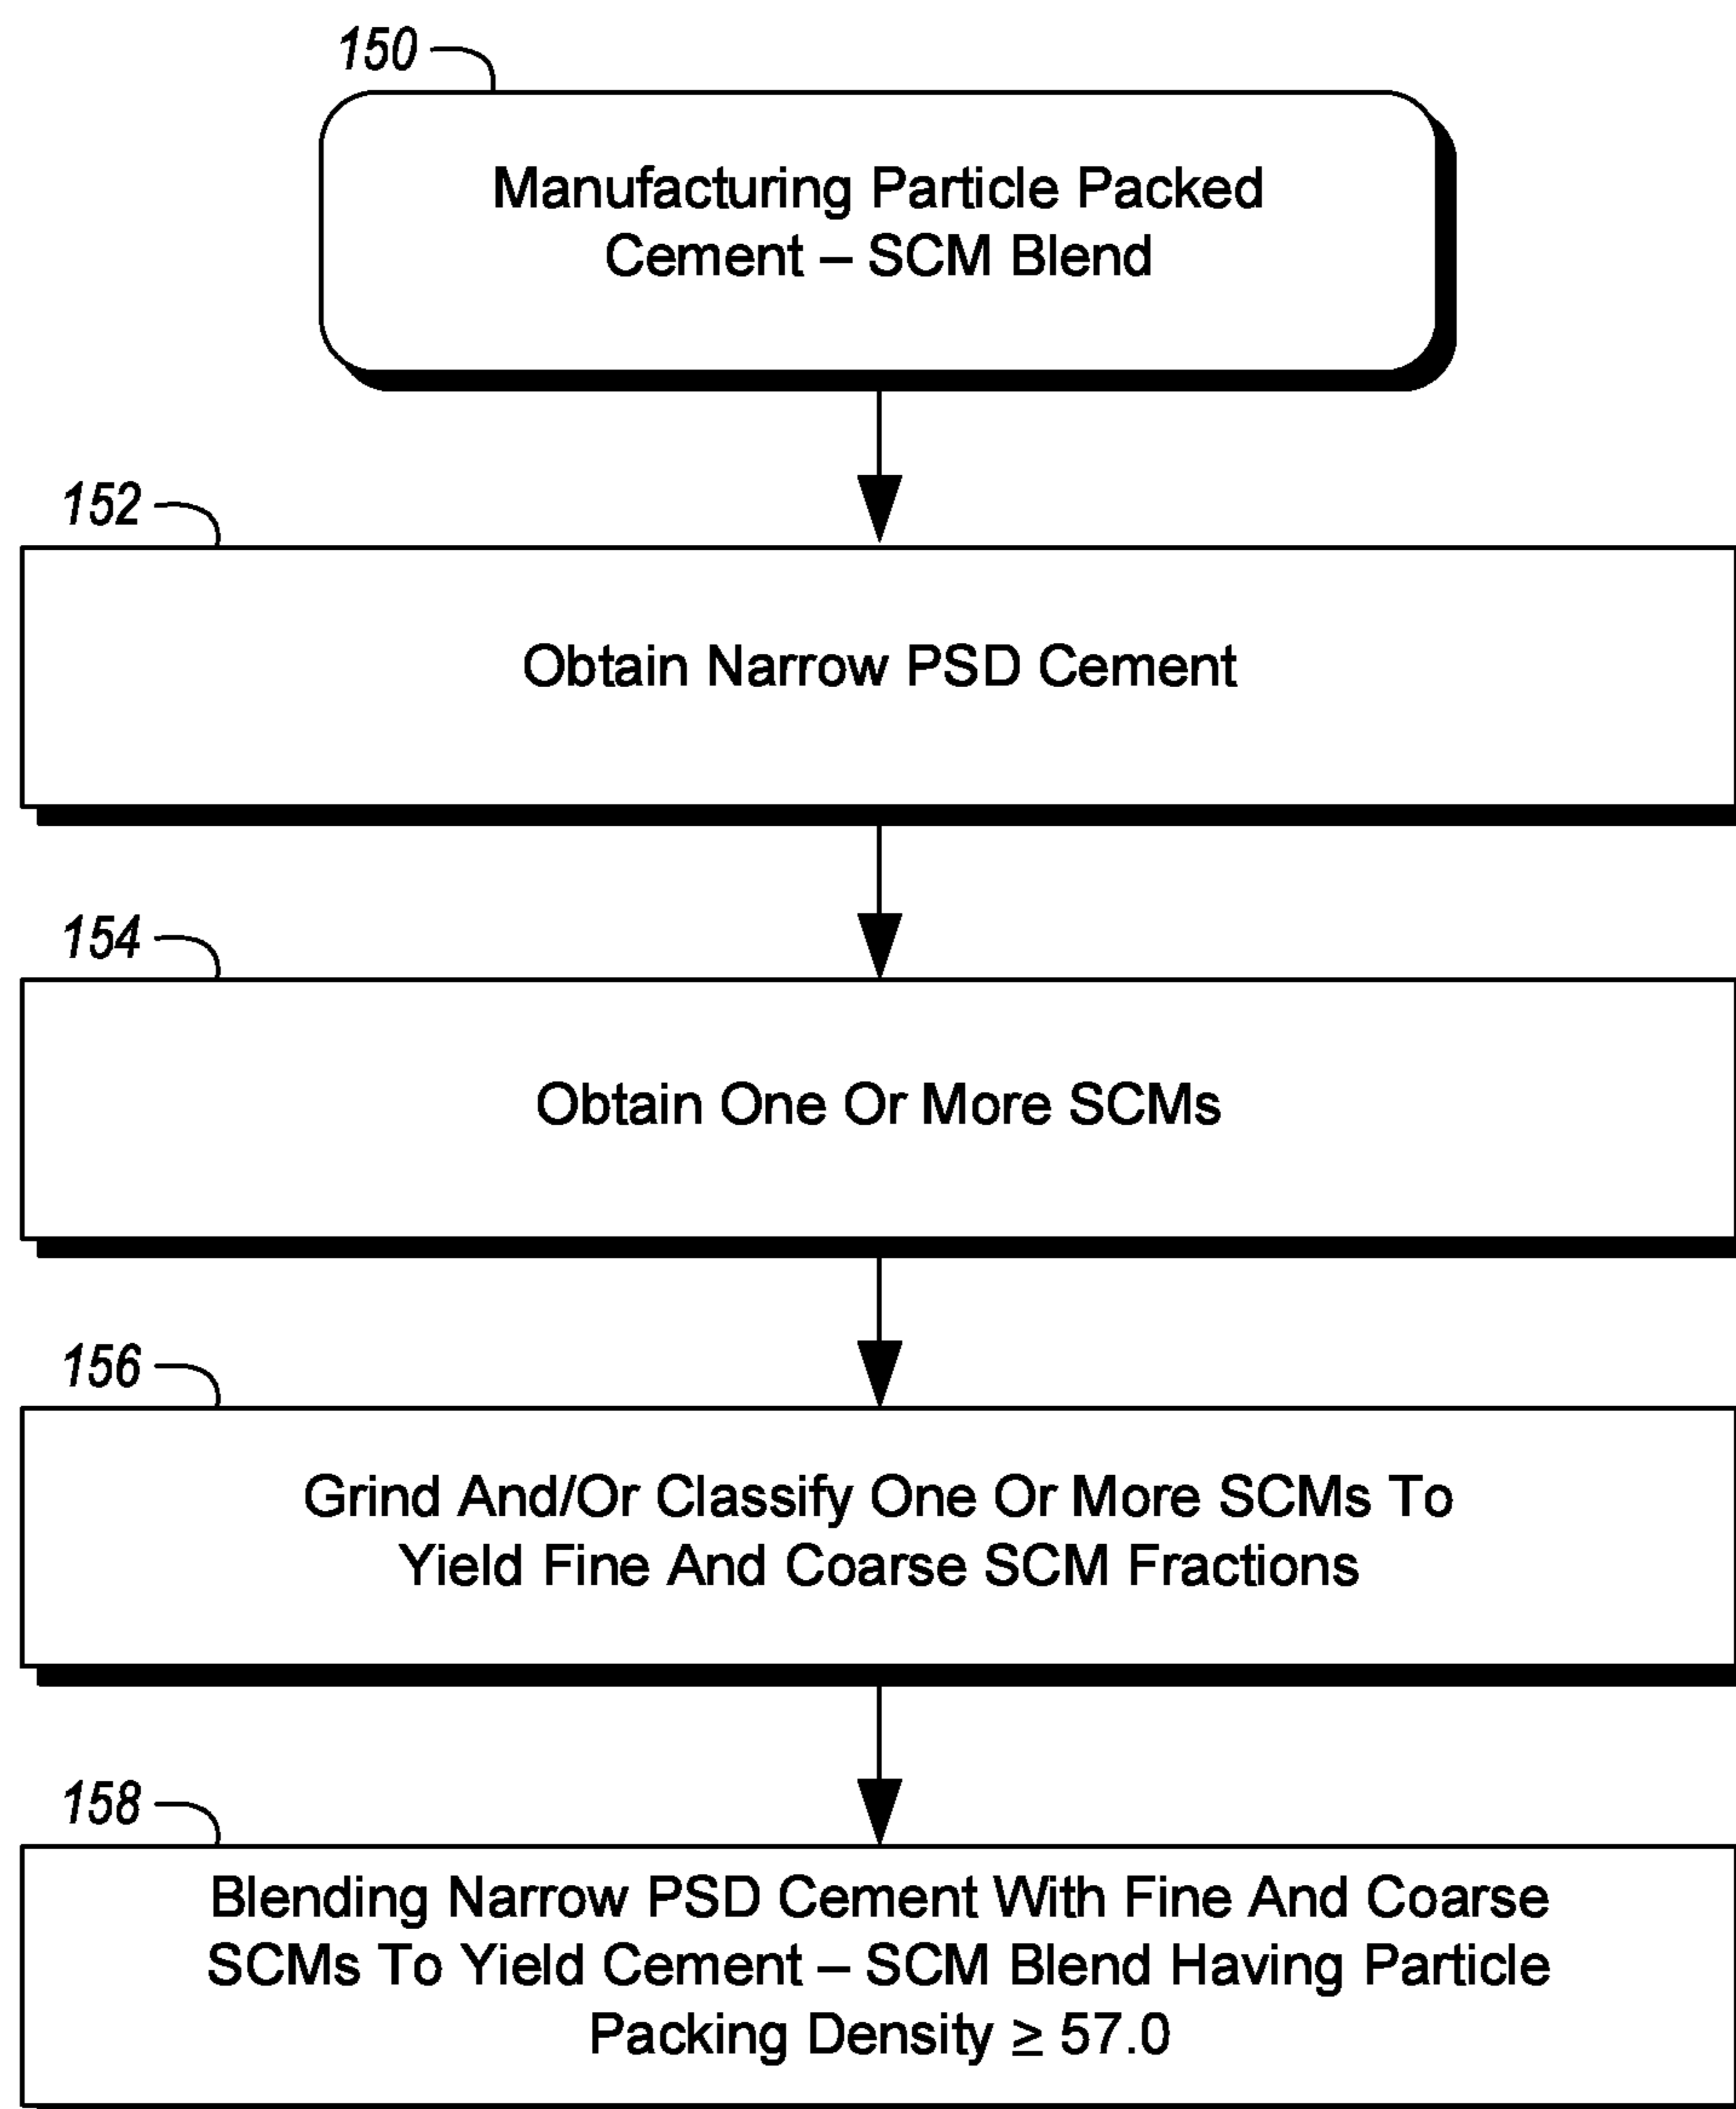 150
Manufacturing Particle Packed
Cement – SCM Blend
152
Obtain Narrow PSD Cement
154
Obtain One Or More SCMs
156
Grind And/Or Classify One Or More SCMs To
Yield Fine And Coarse SCM Fractions
158
Blending Narrow PSD Cement With Fine And Coarse
SCMs To Yield Cement – SCM Blend Having Particle
Packing Density ≥ 57.0